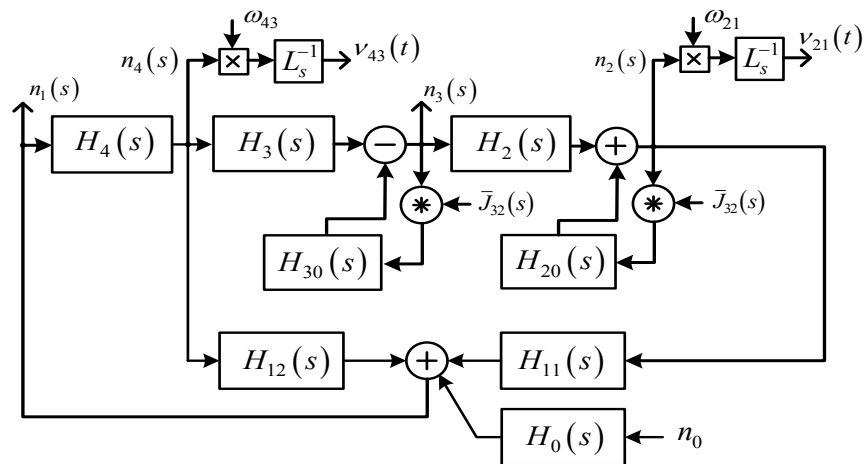 ω₄₃
ω₂₁
n₄(s)
×
L_s⁻¹
ν₄₃(t)
n₂(s)
×
L_s⁻¹
ν₂₁(t)
n₁(s)
n₃(s)
H₄(s)
H₃(s)
−
H₂(s)
+
*
J̄₃₂(s)
*
J̄₃₂(s)
H₃₀(s)
H₂₀(s)
H₁₂(s)
+
H₁₁(s)
H₀(s)
n₀